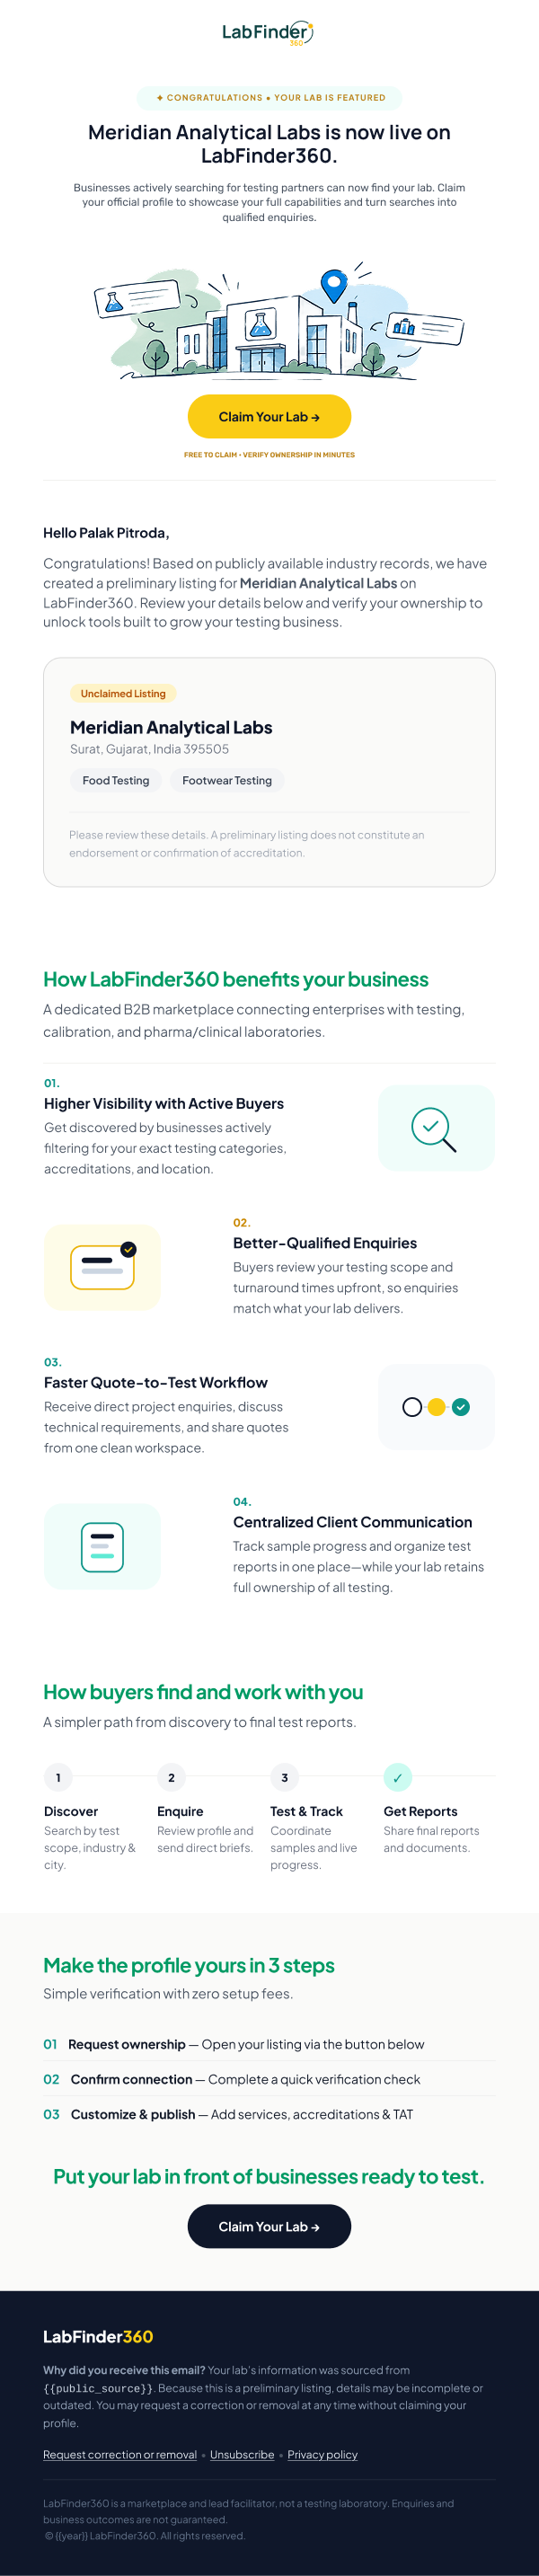 LabFinder
360
✦ CONGRATULATIONS • YOUR LAB IS FEATURED
Meridian Analytical Labs is now live on
LabFinder360.
Businesses actively searching for testing partners can now find your lab. Claim
your official profile to showcase your full capabilities and turn searches into
qualified enquiries.
Claim Your Lab →
FREE TO CLAIM • VERIFY OWNERSHIP IN MINUTES
Hello Palak Pitroda,
Congratulations! Based on publicly available industry records, we have
created a preliminary listing for Meridian Analytical Labs on
LabFinder360. Review your details below and verify your ownership to
unlock tools built to grow your testing business.
Unclaimed Listing
Meridian Analytical Labs
Surat, Gujarat, India 395505
Food Testing
Footwear Testing
Please review these details. A preliminary listing does not constitute an
endorsement or confirmation of accreditation.
How LabFinder360 benefits your business
A dedicated B2B marketplace connecting enterprises with testing,
calibration, and pharma/clinical laboratories.
01.
Higher Visibility with Active Buyers
Get discovered by businesses actively
filtering for your exact testing categories,
accreditations, and location.
02.
Better-Qualified Enquiries
Buyers review your testing scope and
turnaround times upfront, so enquiries
match what your lab delivers.
03.
Faster Quote-to-Test Workflow
Receive direct project enquiries, discuss
technical requirements, and share quotes
from one clean workspace.
04.
Centralized Client Communication
Track sample progress and organize test
reports in one place—while your lab retains
full ownership of all testing.
How buyers find and work with you
A simpler path from discovery to final test reports.
1
Discover
Search by test
scope, industry &
city.
2
Enquire
Review profile and
send direct briefs.
3
Test & Track
Coordinate
samples and live
progress.
✓
Get Reports
Share final reports
and documents.
Make the profile yours in 3 steps
Simple verification with zero setup fees.
01 Request ownership — Open your listing via the button below
02 Confirm connection — Complete a quick verification check
03 Customize & publish — Add services, accreditations & TAT
Put your lab in front of businesses ready to test.
Claim Your Lab →
LabFinder360
Why did you receive this email? Your lab's information was sourced from
{{public_source}}. Because this is a preliminary listing, details may be incomplete or
outdated. You may request a correction or removal at any time without claiming your
profile.
Request correction or removal • Unsubscribe • Privacy policy
LabFinder360 is a marketplace and lead facilitator, not a testing laboratory. Enquiries and
business outcomes are not guaranteed.
© {{year}} LabFinder360. All rights reserved.